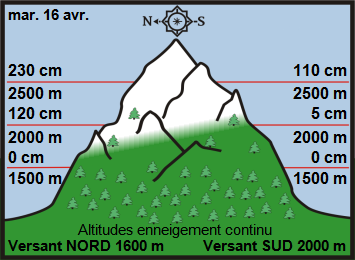 mar. 16 avr.
N S
230 cm 110 cm
2500 m 2500 m
120 cm 5 cm
2000 m 2000 m
0 cm 0 cm
1500 m 1500 m
Altitudes enneigement continu
Versant NORD 1600 m Versant SUD 2000 m